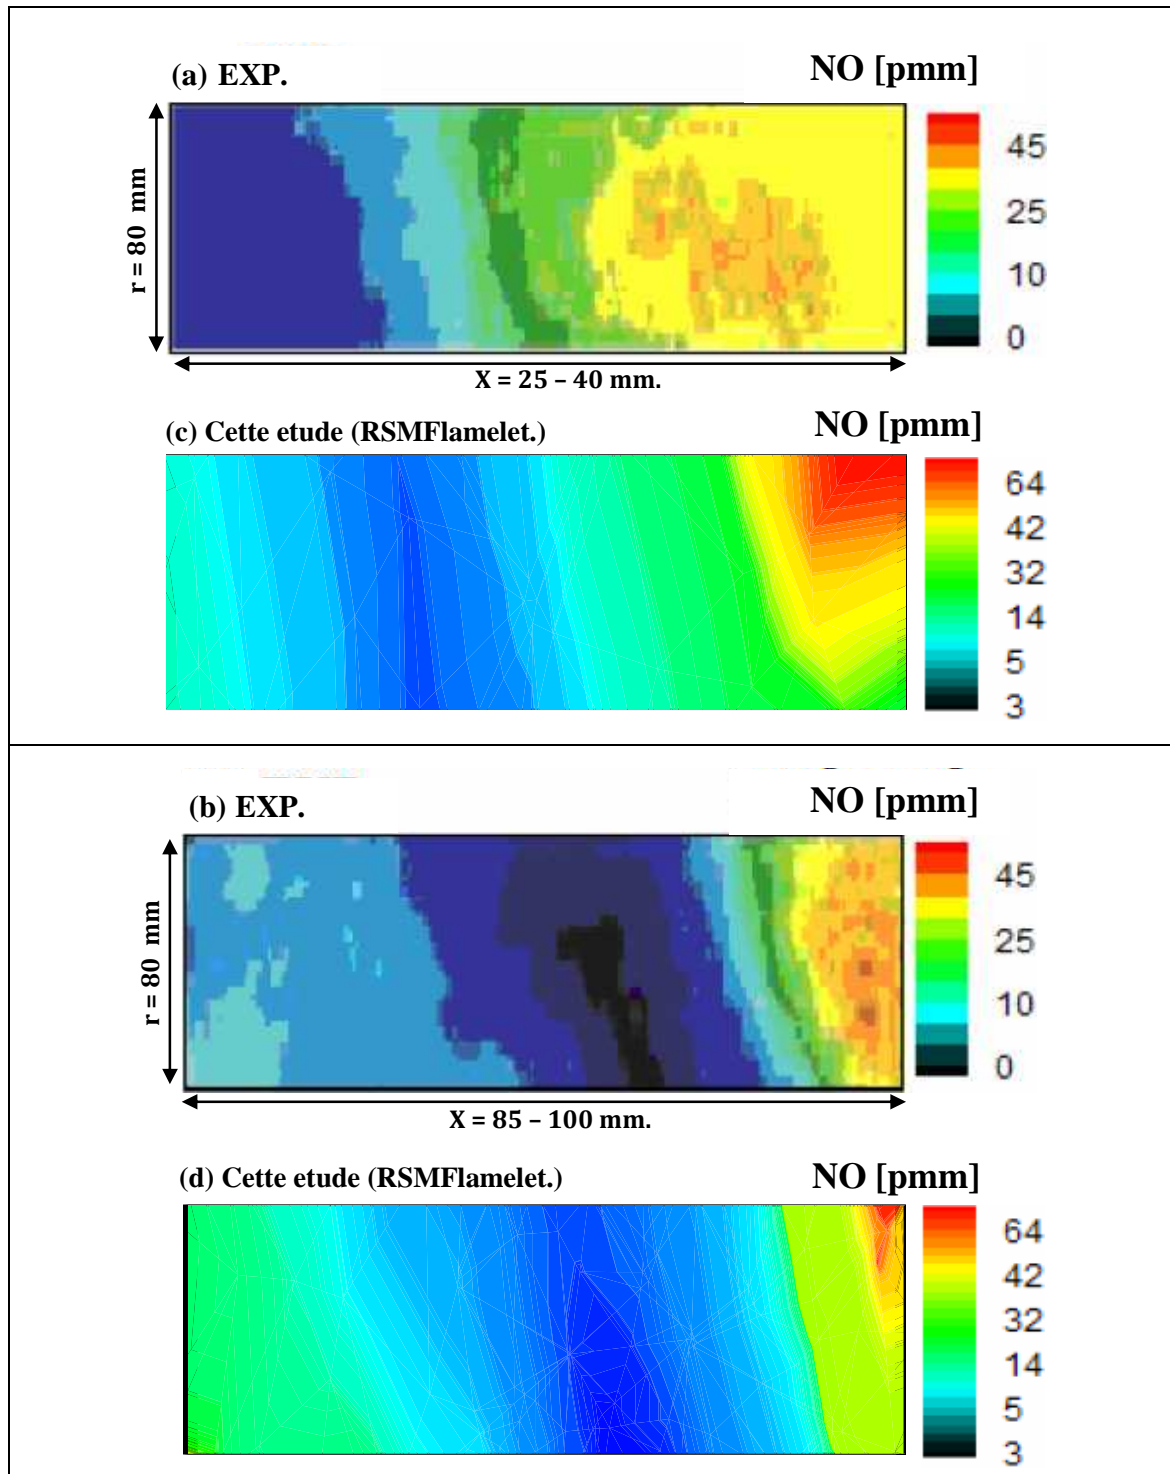 (a) EXP.
NO [pmm]
r = 80 mm
45
25
10
0
X = 25 – 40 mm.
(c) Cette etude (RSMFlamelet.)
NO [pmm]
64
42
32
14
5
3
(b) EXP.
NO [pmm]
r = 80 mm
45
25
10
0
X = 85 – 100 mm.
(d) Cette etude (RSMFlamelet.)
NO [pmm]
64
42
32
14
5
3